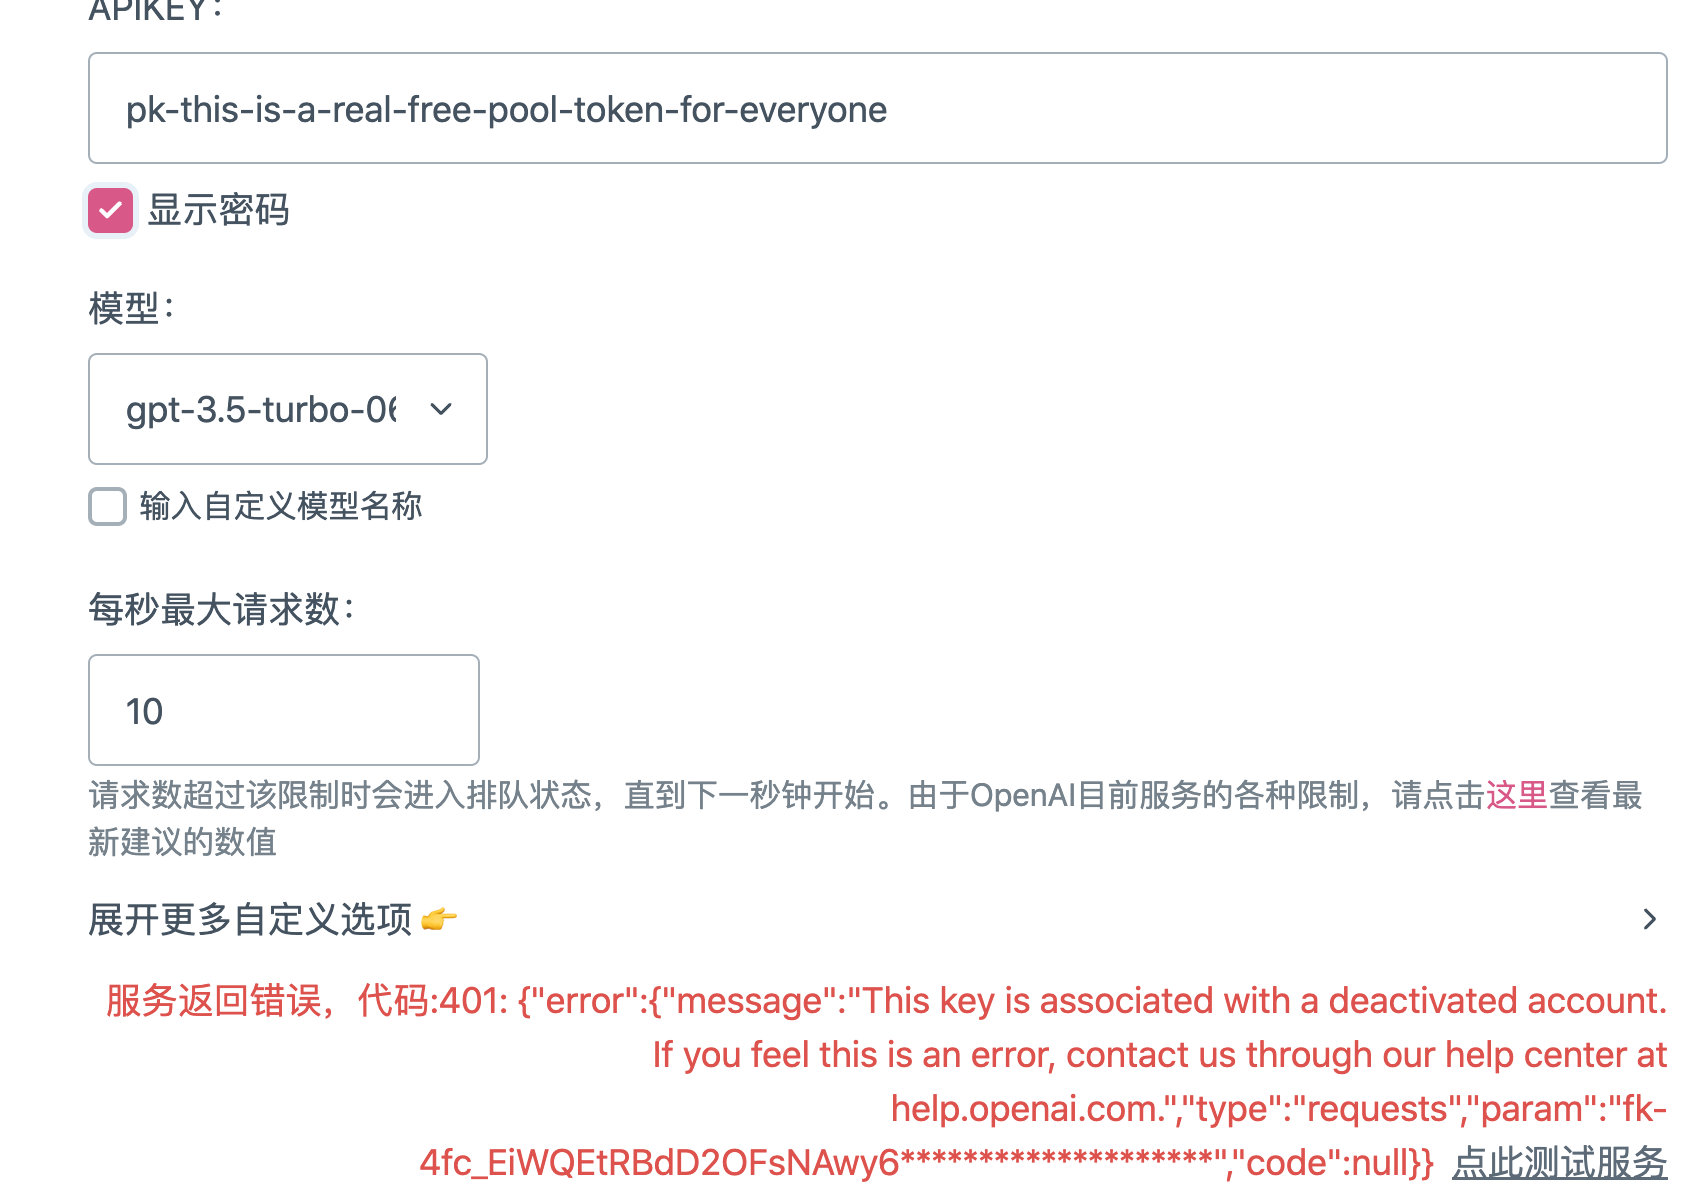 APIKEY：
pk-this-is-a-real-free-pool-token-for-everyone
显示密码
模型：
gpt-3.5-turbo-06
输入自定义模型名称
每秒最大请求数：
10
请求数超过该限制时会进入排队状态，直到下一秒钟开始。由于OpenAI目前服务的各种限制，请点击这里查看最
新建议的数值
展开更多自定义选项👉
服务返回错误，代码:401: {"error":{"message":"This key is associated with a deactivated account.
If you feel this is an error, contact us through our help center at
help.openai.com.","type":"requests","param":"fk-
4fc_EiWQEtRBdD2OFsNAwy6********************","code":null}} 点此测试服务